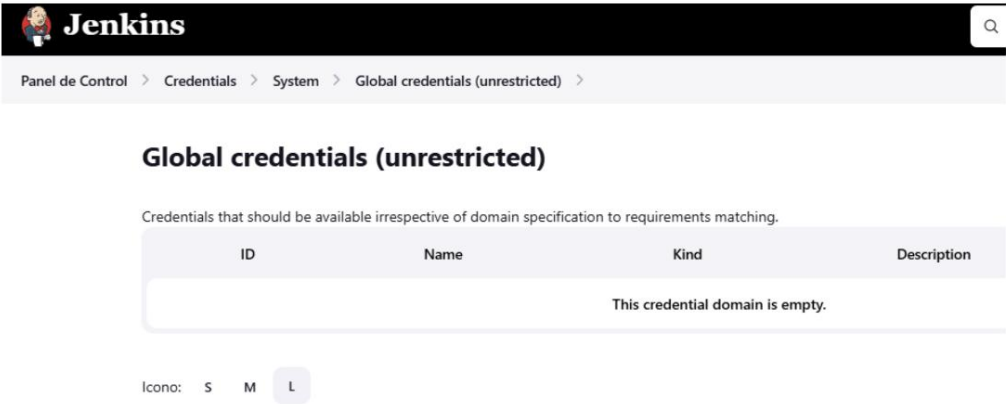 Jenkins
Panel de Control > Credentials > System > Global credentials (unrestricted) >
Global credentials (unrestricted)
Credentials that should be available irrespective of domain specification to requirements matching.
ID Name Kind Description
This credential domain is empty.
Icono: S M L